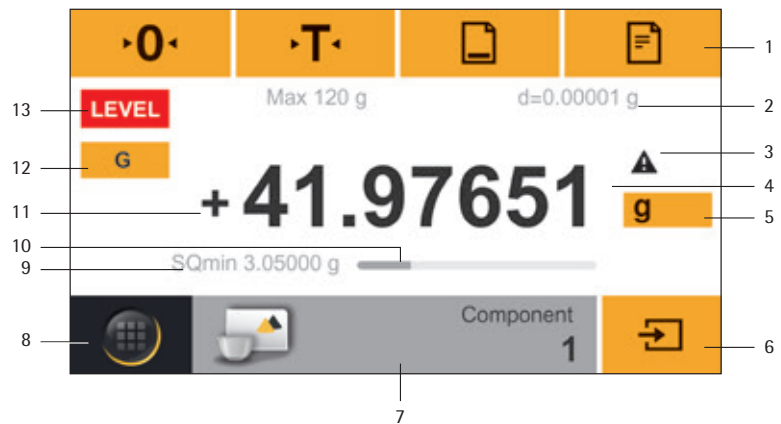 ▸0◂ ▸T◂
1
Max 120 g d=0.00001 g
2
13 LEVEL
12 G
3
4
11 +41.97651
g 5
10
9 SQmin 3.05000 g
8
Component
1
6
7